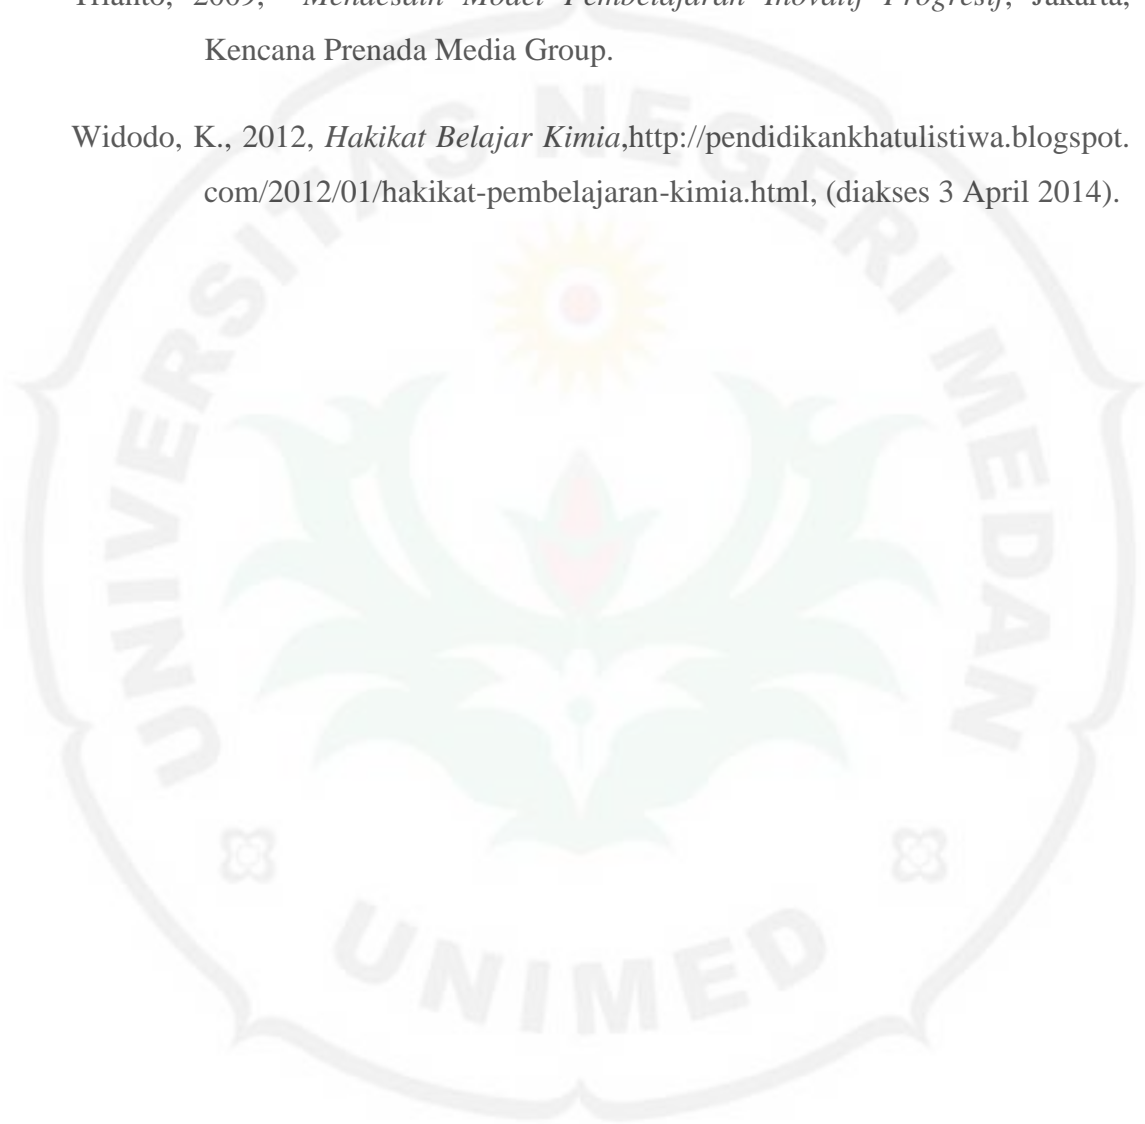 Trianto, 2009, Mendesain Model Pembelajaran Inovatif Progresif, Jakarta,
Kencana Prenada Media Group.
Widodo, K., 2012, Hakikat Belajar Kimia,http://pendidikankhatulistiwa.blogspot.
com/2012/01/hakikat-pembelajaran-kimia.html, (diakses 3 April 2014).
UNIVERSITAS NEGERI MEDAN
UNIMED